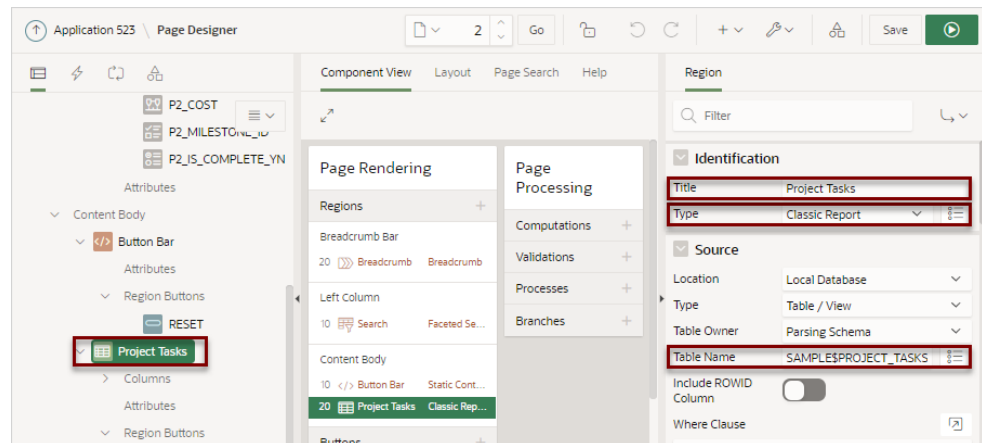 Application 523 \ Page Designer
2
Go
Save
P2_COST
P2_MILESTONE_ID
P2_IS_COMPLETE_YN
Attributes
Content Body
Button Bar
Attributes
Region Buttons
RESET
Project Tasks
Columns
Attributes
Region Buttons
Component View Layout Page Search Help
Page Rendering
Regions
Breadcrumb Bar
20 Breadcrumb Breadcrumb
Left Column
10 Search Faceted Se...
Content Body
10 </> Button Bar Static Cont...
20 Project Tasks Classic Rep...
Buttons
Page
Processing
Computations
Validations
Processes
Branches
Region
Filter
Identification
Title Project Tasks
Type Classic Report
Source
Location Local Database
Type Table / View
Table Owner Parsing Schema
Table Name SAMPLE$PROJECT_TASKS
Include ROWID
Column
Where Clause